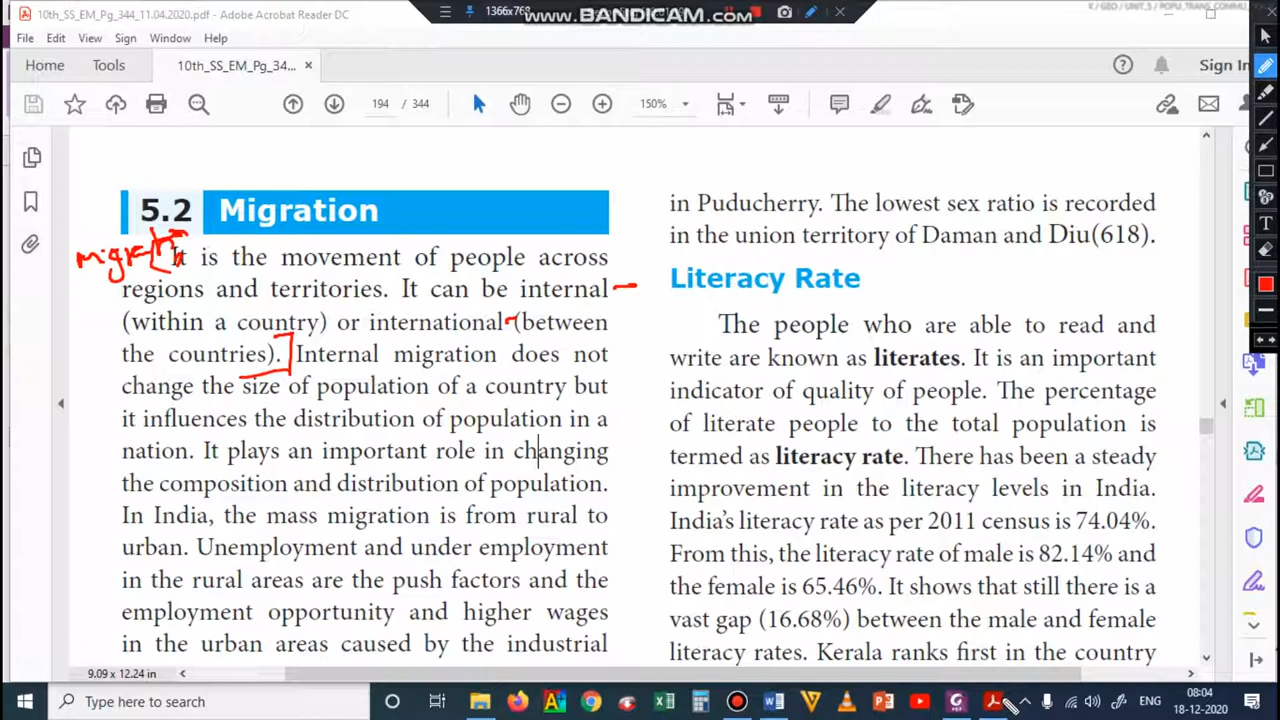 10th_SS_EM_Pg_344_11.04.2020.pdf - Adobe Acrobat Reader DC
1366x768
www.BANDICAM.com
File Edit View Sign Window Help
Home Tools 10th_SS_EM_Pg_34... × Sign In
194 / 344 150%
5.2 Migration
migratn
It is the movement of people across
regions and territories. It can be internal
(within a country) or international (between
the countries). Internal migration does not
change the size of population of a country but
it influences the distribution of population in a
nation. It plays an important role in changing
the composition and distribution of population.
In India, the mass migration is from rural to
urban. Unemployment and under employment
in the rural areas are the push factors and the
employment opportunity and higher wages
in the urban areas caused by the industrial
in Puducherry. The lowest sex ratio is recorded
in the union territory of Daman and Diu(618).
Literacy Rate
The people who are able to read and
write are known as literates. It is an important
indicator of quality of people. The percentage
of literate people to the total population is
termed as literacy rate. There has been a steady
improvement in the literacy levels in India.
India's literacy rate as per 2011 census is 74.04%.
From this, the literacy rate of male is 82.14% and
the female is 65.46%. It shows that still there is a
vast gap (16.68%) between the male and female
literacy rates. Kerala ranks first in the country
9.09 x 12.24 in
Type here to search
ENG
08:04
18-12-2020